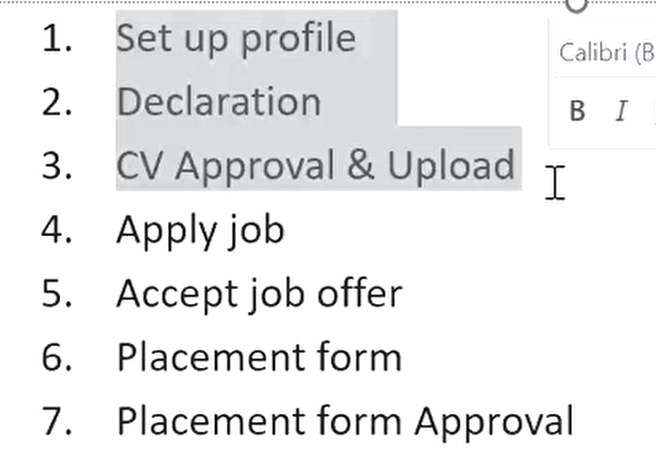 1. Set up profile
2. Declaration
3. CV Approval & Upload
4. Apply job
5. Accept job offer
6. Placement form
7. Placement form Approval
Calibri (B
B I